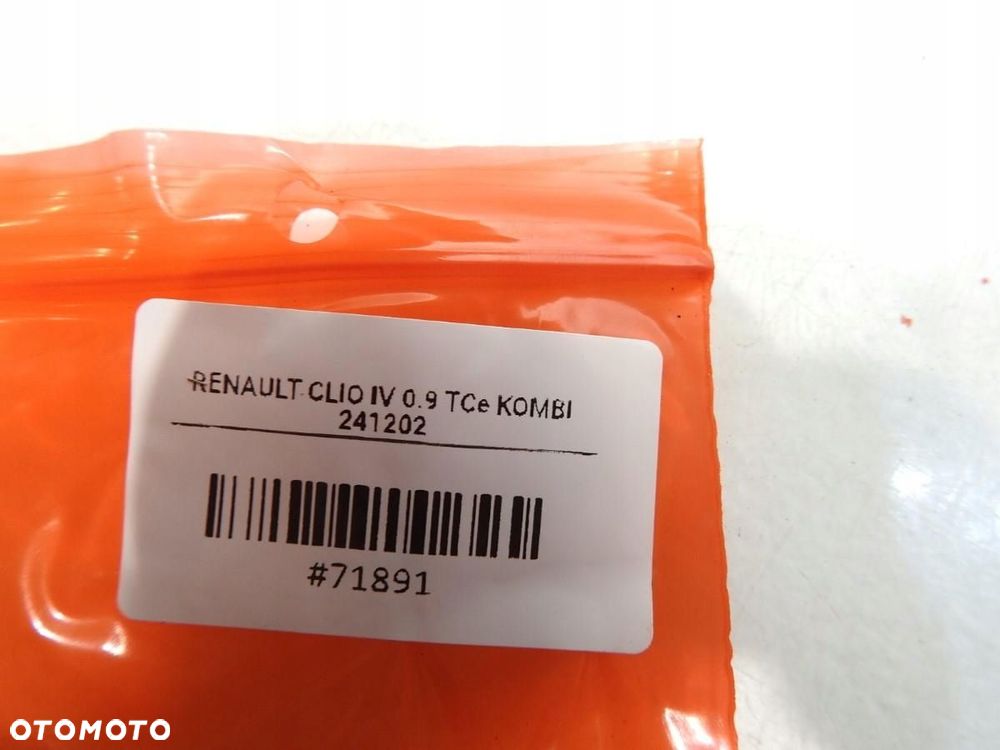 RENAULT CLIO IV 0.9 TCe KOMBI
241202
#71891
OTOMOTO